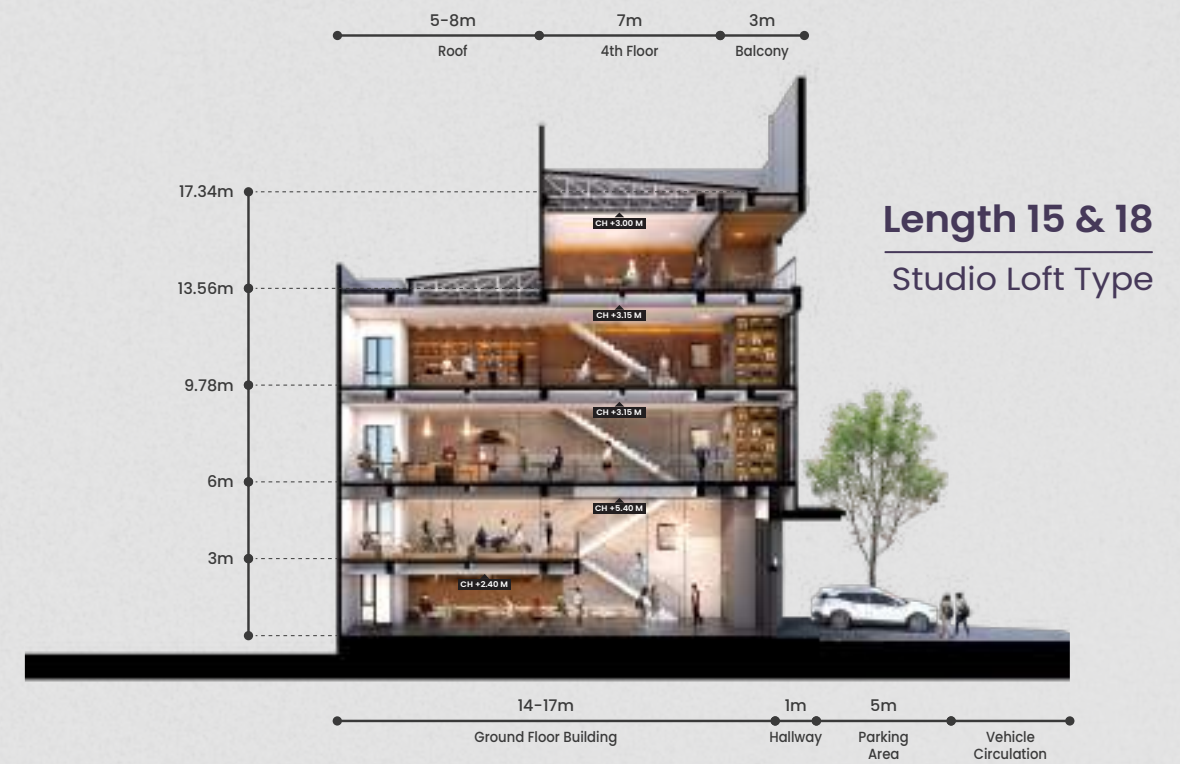 5-8m
7m
3m
Roof
4th Floor
Balcony
17.34m
CH +3.00 M
Length 15 & 18
Studio Loft Type
13.56m
CH +3.15 M
9.78m
CH +3.15 M
6m
CH +5.40 M
3m
CH +2.40 M
14-17m
1m
5m
Ground Floor Building
Hallway
Parking
Area
Vehicle
Circulation